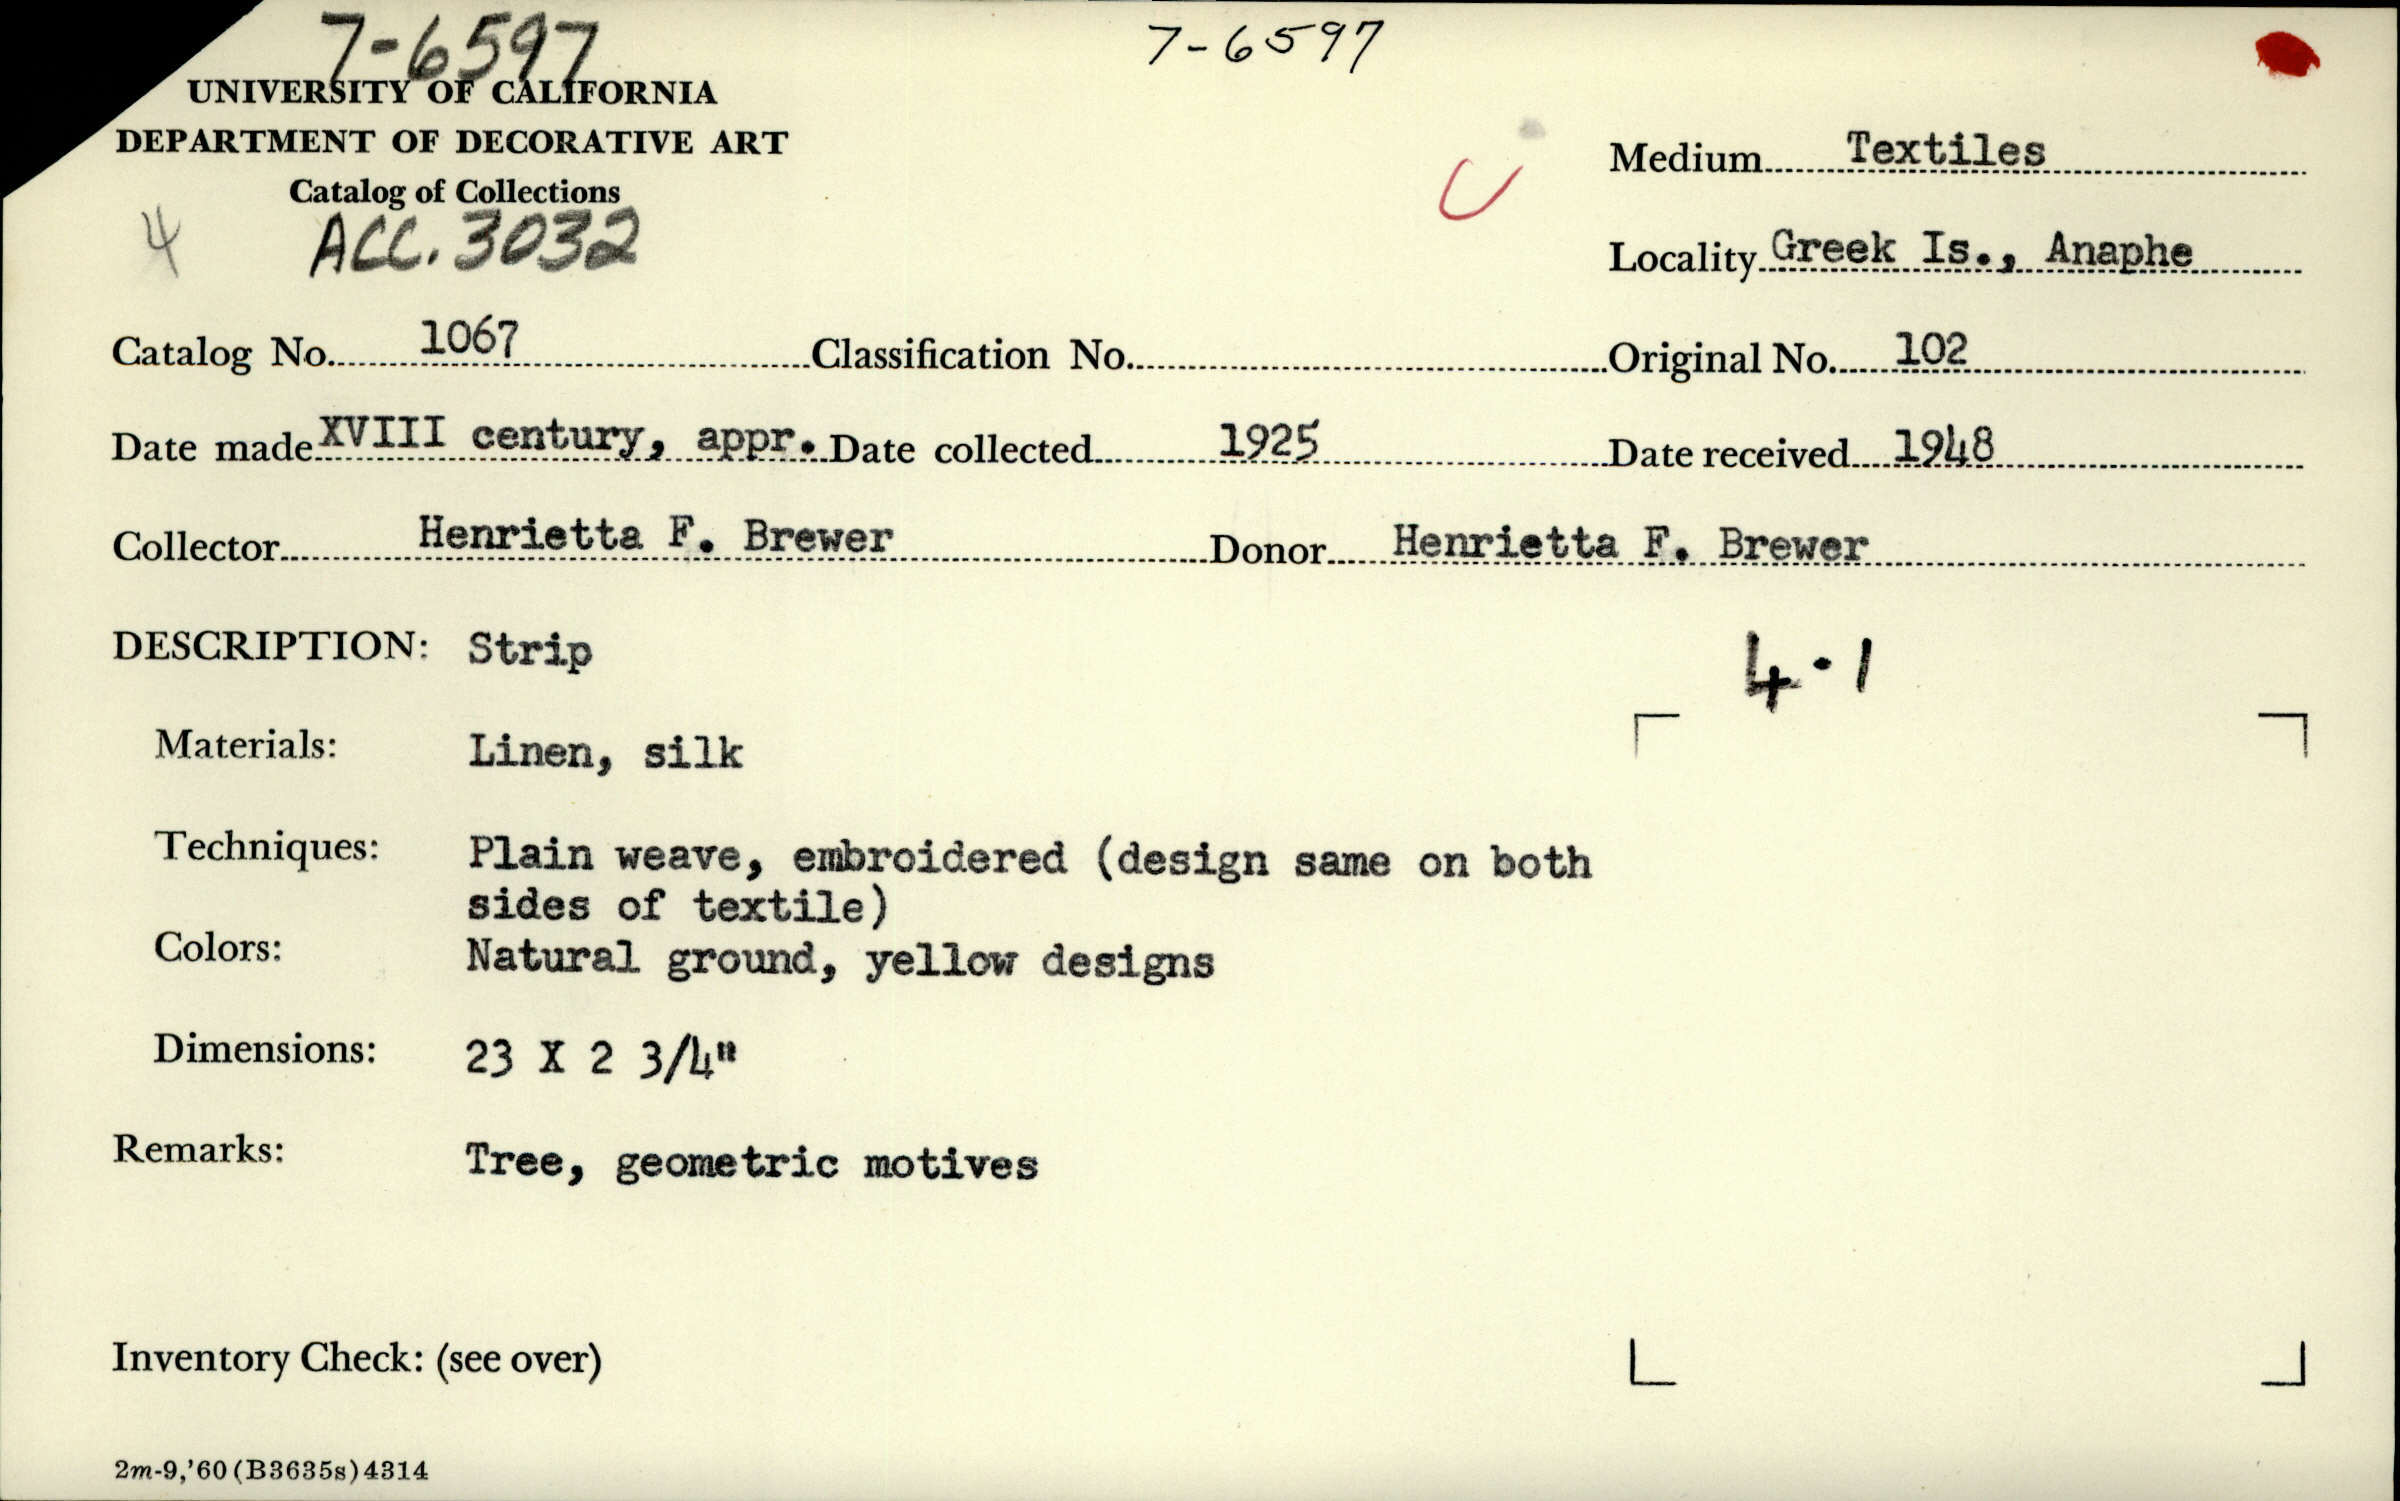 7-6597 7-6597
UNIVERSITY OF CALIFORNIA
DEPARTMENT OF DECORATIVE ART
Medium Textiles
Catalog of Collections
4 ACC. 3032
Locality Greek Is., Anaphe
Catalog No. 1067 Classification No. Original No. 102
Date made XVIII century, appr. Date collected 1925 Date received 1948
Collector Henrietta F. Brewer Donor Henrietta F. Brewer
DESCRIPTION: Strip 4·1
Materials: Linen, silk
Techniques: Plain weave, embroidered (design same on both
sides of textile)
Colors: Natural ground, yellow designs
Dimensions: 23 X 2 3/4"
Remarks: Tree, geometric motives
Inventory Check: (see over)
2m-9,'60(B3635s)4314